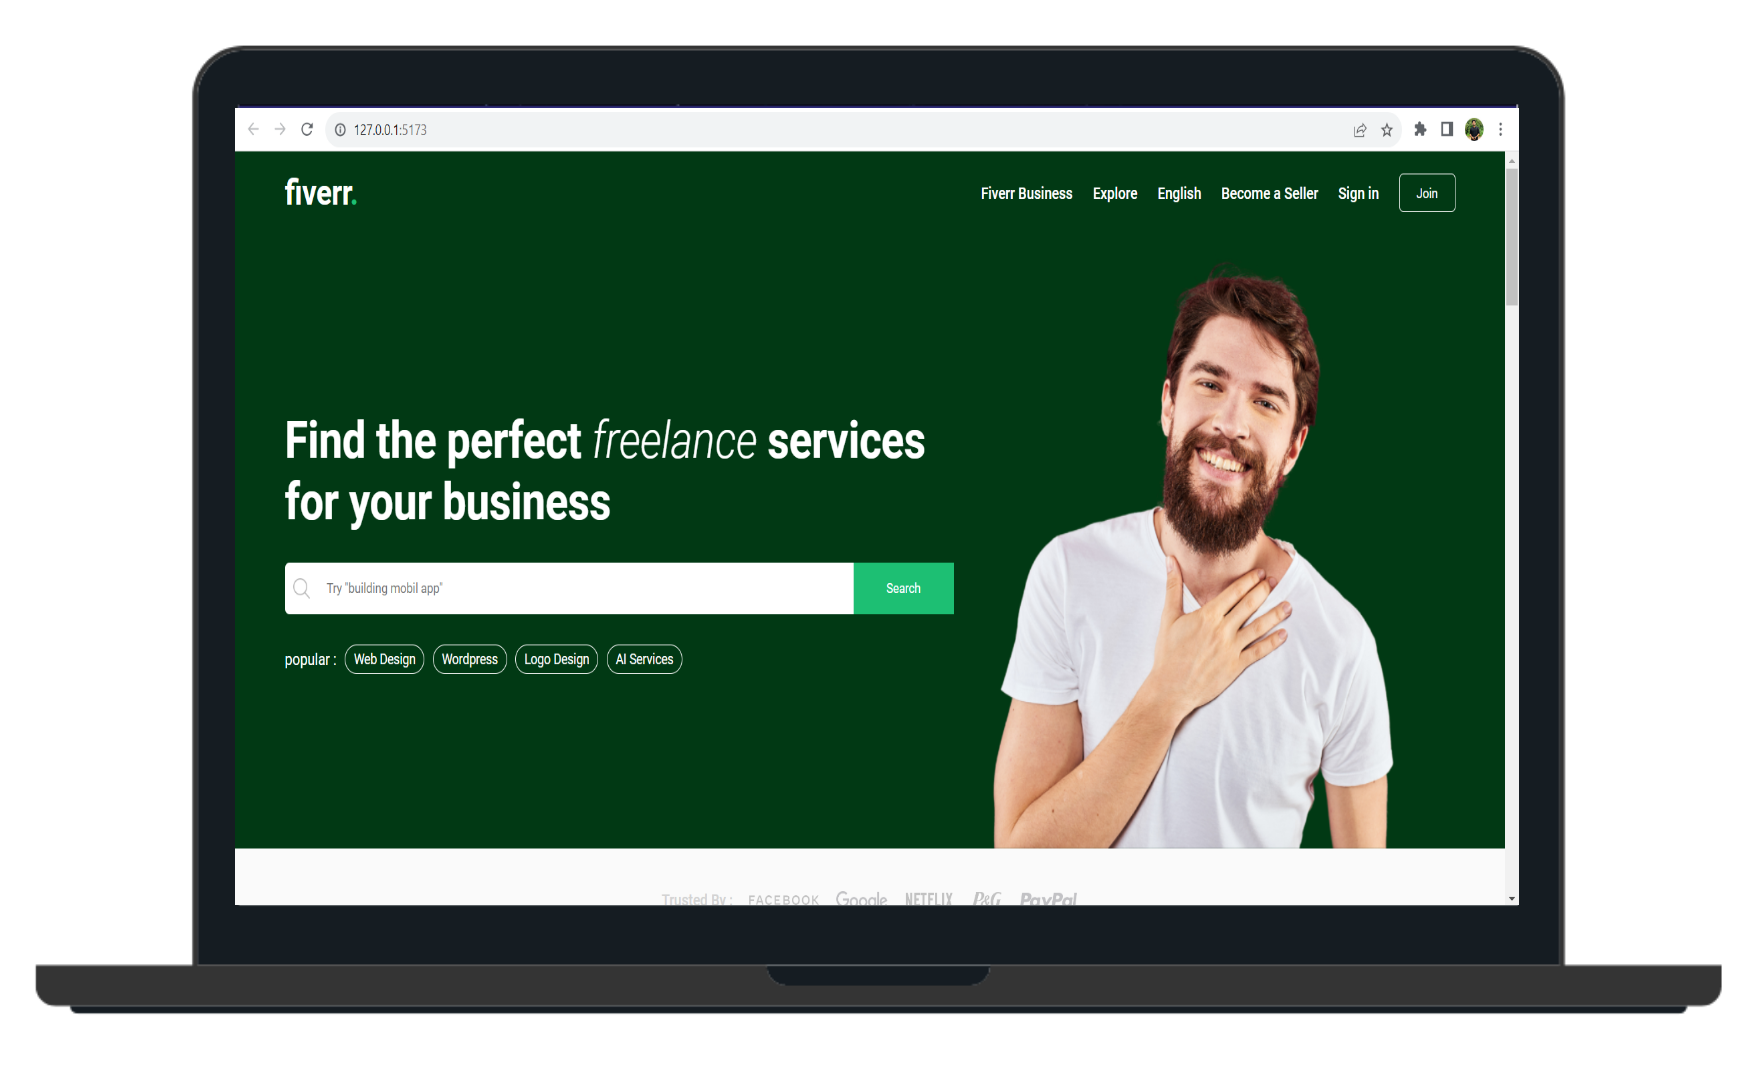 127.0.0.1:5173
fiverr.
Fiverr Business Explore English Become a Seller Sign in Join
Find the perfect freelance services
for your business
Try "building mobil app" Search
popular : Web Design Wordpress Logo Design AI Services
Trusted By : FACEBOOK Google NETFLIX P&G PayPal